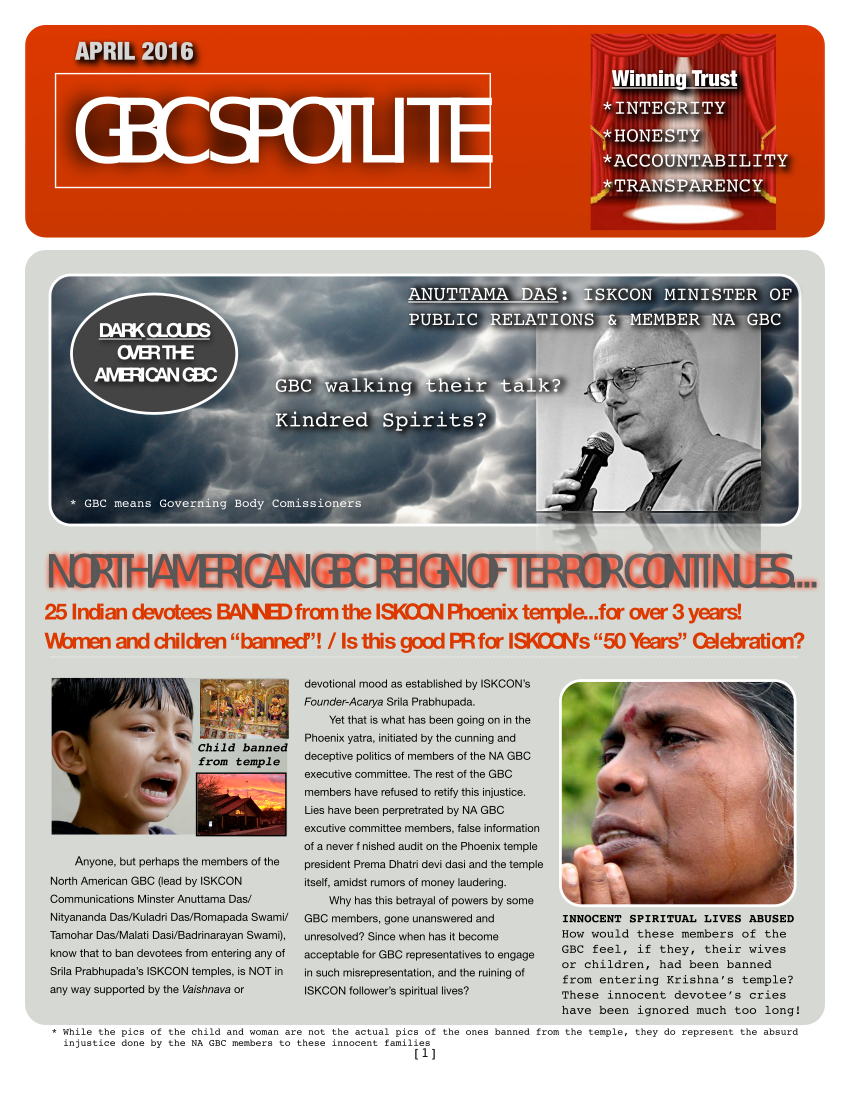 APRIL 2016
GBC SPOTLITE
Winning Trust
*INTEGRITY
*HONESTY
*ACCOUNTABILITY
*TRANSPARENCY
DARK CLOUDS
OVER THE
AMERICAN GBC
ANUTTAMA DAS: ISKCON MINISTER OF
PUBLIC RELATIONS & MEMBER NA GBC
GBC walking their talk?
Kindred Spirits?
* GBC means Governing Body Comissioners
NORTH AMERICAN GBC REIGN OF TERROR CONTINUES....
25 Indian devotees BANNED from the ISKCON Phoenix temple...for over 3 years!
Women and children “banned”! / Is this good PR for ISKCON’s “50 Years” Celebration?
Child banned
from temple
Anyone, but perhaps the members of the
North American GBC (lead by ISKCON
Communications Minster Anuttama Das/
Nityananda Das/Kuladri Das/Romapada Swami/
Tamohar Das/Malati Dasi/Badrinarayan Swami),
know that to ban devotees from entering any of
Srila Prabhupada’s ISKCON temples, is NOT in
any way supported by the Vaishnava or
devotional mood as established by ISKCON’s
Founder-Acarya Srila Prabhupada.
Yet that is what has been going on in the
Phoenix yatra, initiated by the cunning and
deceptive politics of members of the NA GBC
executive committee. The rest of the GBC
members have refused to retify this injustice.
Lies have been perpretrated by NA GBC
excutive committee members, false information
of a never f nished audit on the Phoenix temple
president Prema Dhatri devi dasi and the temple
itself, amidst rumors of money laudering.
Why has this betrayal of powers by some
GBC members, gone unanswered and
unresolved? Since when has it become
acceptable for GBC representatives to engage
in such misrepresentation, and the ruining of
ISKCON follower’s spiritual lives?
INNOCENT SPIRITUAL LIVES ABUSED
How would these members of the
GBC feel, if they, their wives
or children, had been banned
from entering Krishna’s temple?
These innocent devotee’s cries
have been ignored much too long!
* While the pics of the child and woman are not the actual pics of the ones banned from the temple, they do represent the absurd
injustice done by the NA GBC members to these innocent families
[1]